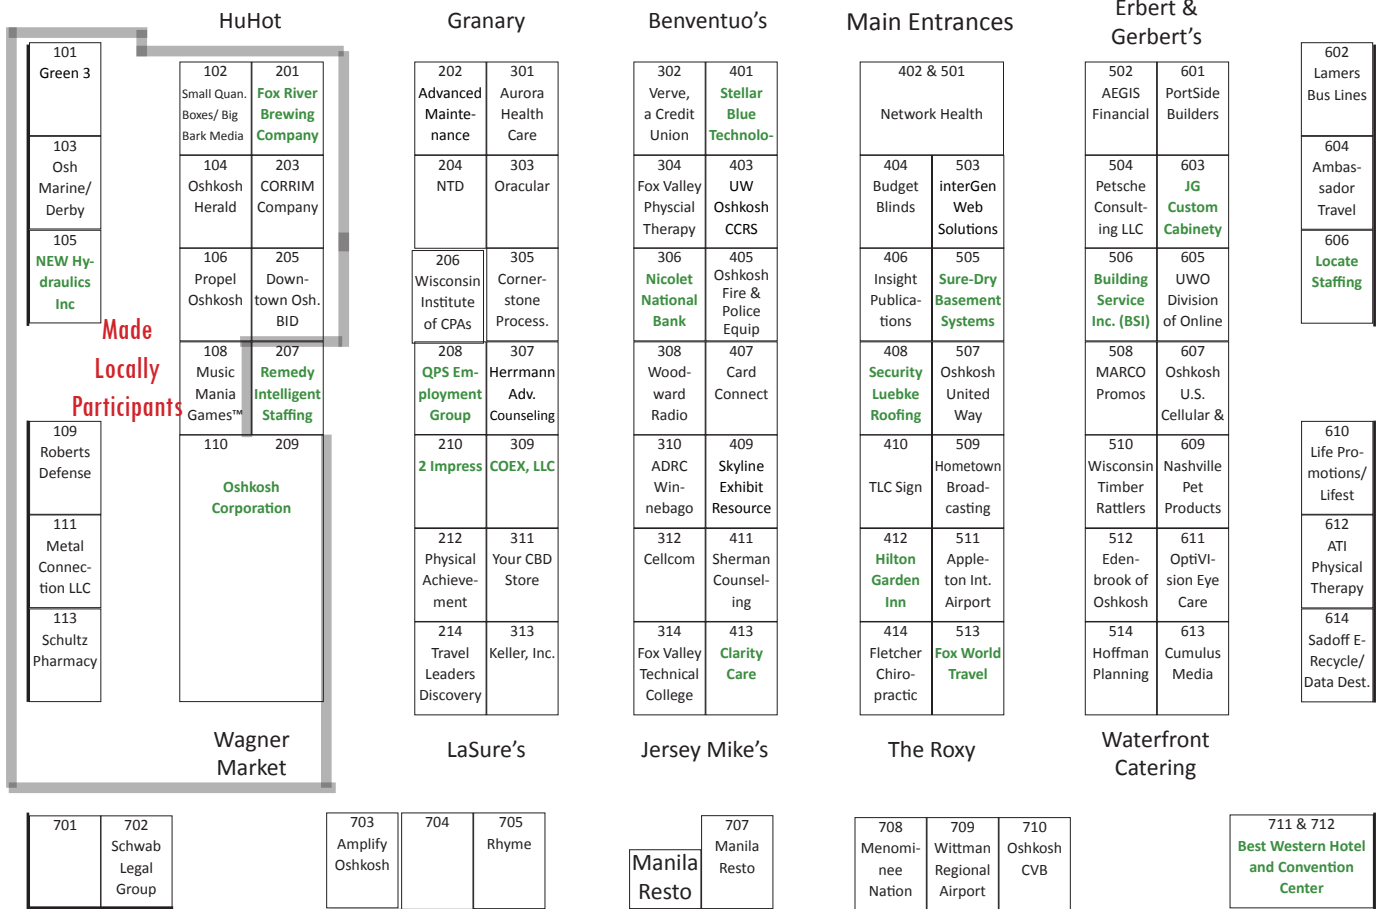 HuHot
Granary
Benventuo’s
Main Entrances
Erbert &
Gerbert’s
101
Green 3
103
Osh
Marine/
Derby
105
NEW Hy-
draulics
Inc
Made
Locally
Participants
109
Roberts
Defense
111
Metal
Connec-
tion LLC
113
Schultz
Pharmacy
102
Small Quan.
Boxes/ Big
Bark Media
201
Fox River
Brewing
Company
104
Oshkosh
Herald
203
CORRIM
Company
106
Propel
Oshkosh
205
Down-
town Osh.
BID
108
Music
Mania
Games™
207
Remedy
Intelligent
Staffing
110
209
Oshkosh
Corporation
Wagner
Market
202
Advanced
Mainte-
nance
301
Aurora
Health
Care
204
NTD
303
Oracular
206
Wisconsin
Institute
of CPAs
305
Corner-
stone
Process.
208
QPS Em-
ployment
Group
307
Herrmann
Adv.
Counseling
210
2 Impress
309
COEX, LLC
212
Physical
Achieve-
ment
311
Your CBD
Store
214
Travel
Leaders
Discovery
313
Keller, Inc.
LaSure’s
302
Verve,
a Credit
Union
401
Stellar
Blue
Technolo-
304
Fox Valley
Physcial
Therapy
403
UW
Oshkosh
CCRS
306
Nicolet
National
Bank
405
Oshkosh
Fire &
Police
Equip
308
Wood-
ward
Radio
407
Card
Connect
310
ADRC
Win-
nebago
409
Skyline
Exhibit
Resource
312
Cellcom
411
Sherman
Counsel-
ing
314
Fox Valley
Technical
College
413
Clarity
Care
Jersey Mike’s
402 & 501
Network Health
404
Budget
Blinds
503
interGen
Web
Solutions
406
Insight
Publica-
tions
505
Sure-Dry
Basement
Systems
408
Security
Luebke
Roofing
507
Oshkosh
United
Way
410
TLC Sign
509
Hometown
Broad-
casting
412
Hilton
Garden
Inn
511
Apple-
ton Int.
Airport
414
Fletcher
Chiro-
practic
513
Fox World
Travel
The Roxy
502
AEGIS
Financial
601
PortSide
Builders
504
Petsche
Consult-
ing LLC
603
JG
Custom
Cabinety
506
Building
Service
Inc. (BSI)
605
UWO
Division
of Online
508
MARCO
Promos
607
Oshkosh
U.S.
Cellular &
510
Wisconsin
Timber
Rattlers
609
Nashville
Pet
Products
512
Eden-
brook of
Oshkosh
611
OptiVI-
sion Eye
Care
514
Hoffman
Planning
613
Cumulus
Media
Waterfront
Catering
602
Lamers
Bus Lines
604
Ambas-
sador
Travel
606
Locate
Staffing
610
Life Pro-
motions/
Lifest
612
ATI
Physical
Therapy
614
Sadoff E-
Recycle/
Data Dest.
701
702
Schwab
Legal
Group
703
Amplify
Oshkosh
704
705
Rhyme
Manila
Resto
707
Manila
Resto
708
Menomi-
nee
Nation
709
Wittman
Regional
Airport
710
Oshkosh
CVB
711 & 712
Best Western Hotel
and Convention
Center